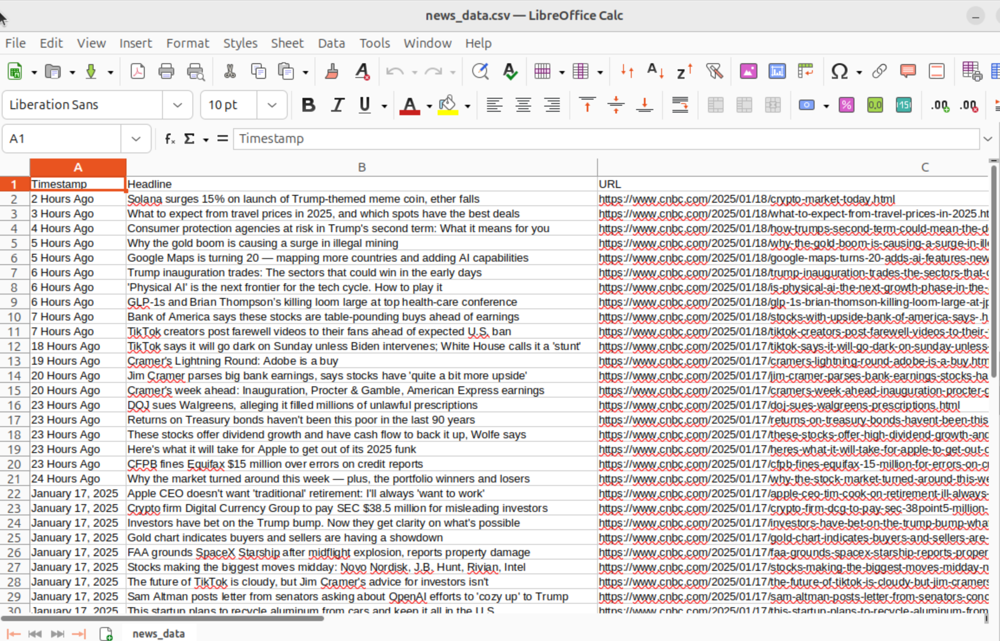 news_data.csv — LibreOffice Calc
File Edit View Insert Format Styles Sheet Data Tools Window Help
Liberation Sans 10 pt
A1 Timestamp
A B C
1 Timestamp Headline URL
2 2 Hours Ago Solana surges 15% on launch of Trump-themed meme coin, ether falls https://www.cnbc.com/2025/01/18/crypto-market-today.html
3 3 Hours Ago What to expect from travel prices in 2025, and which spots have the best deals https://www.cnbc.com/2025/01/18/what-to-expect-from-travel-prices-in-2025.ht
4 4 Hours Ago Consumer protection agencies at risk in Trump's second term: What it means for you https://www.cnbc.com/2025/01/18/how-trumps-second-term-could-mean-the-d
5 5 Hours Ago Why the gold boom is causing a surge in illegal mining https://www.cnbc.com/2025/01/18/why-the-gold-boom-is-causing-a-surge-in-ille
6 5 Hours Ago Google Maps is turning 20 — mapping more countries and adding AI capabilities https://www.cnbc.com/2025/01/18/google-maps-turns-20-adds-ai-features-new
7 6 Hours Ago Trump inauguration trades: The sectors that could win in the early days https://www.cnbc.com/2025/01/18/trump-inauguration-trades-the-sectors-that-c
8 6 Hours Ago 'Physical AI' is the next frontier for the tech cycle. How to play it https://www.cnbc.com/2025/01/18/is-physical-ai-the-next-growth-phase-in-the-
9 6 Hours Ago GLP-1s and Brian Thompson's killing loom large at top health-care conference https://www.cnbc.com/2025/01/18/glp-1s-brian-thomson-killing-loom-large-at-jp
10 7 Hours Ago Bank of America says these stocks are table-pounding buys ahead of earnings https://www.cnbc.com/2025/01/18/stocks-with-upside-bank-of-america-says-.h
11 7 Hours Ago TikTok creators post farewell videos to their fans ahead of expected U.S. ban https://www.cnbc.com/2025/01/18/tiktok-creators-post-farewell-videos-to-their-
12 18 Hours Ago TikTok says it will go dark on Sunday unless Biden intervenes; White House calls it a 'stunt' https://www.cnbc.com/2025/01/17/tiktok-says-it-will-go-dark-on-sunday-unless-
13 19 Hours Ago Cramer's Lightning Round: Adobe is a buy https://www.cnbc.com/2025/01/17/cramers-lightning-round-adobe-is-a-buy.htm
14 20 Hours Ago Jim Cramer parses big bank earnings, says stocks have 'quite a bit more upside' https://www.cnbc.com/2025/01/17/jim-cramer-parses-bank-earnings-stocks-ha
15 20 Hours Ago Cramer's week ahead: Inauguration, Procter & Gamble, American Express earnings https://www.cnbc.com/2025/01/17/cramers-week-ahead-inauguration-procter-g
16 23 Hours Ago DOJ sues Walgreens, alleging it filled millions of unlawful prescriptions https://www.cnbc.com/2025/01/17/doj-sues-walgreens-prescriptions.html
17 23 Hours Ago Returns on Treasury bonds haven't been this poor in the last 90 years https://www.cnbc.com/2025/01/17/returns-on-treasury-bonds-havent-been-this
18 23 Hours Ago These stocks offer dividend growth and have cash flow to back it up, Wolfe says https://www.cnbc.com/2025/01/17/these-stocks-offer-high-dividend-growth-and
19 23 Hours Ago Here's what it will take for Apple to get out of its 2025 funk https://www.cnbc.com/2025/01/17/heres-what-it-will-take-for-apple-to-get-out-o
20 23 Hours Ago CFPB fines Equifax $15 million over errors on credit reports https://www.cnbc.com/2025/01/17/cfpb-fines-equifax-15-million-for-errors-on-cr
21 24 Hours Ago Why the market turned around this week — plus, the portfolio winners and losers https://www.cnbc.com/2025/01/17/why-the-stock-market-turned-around-this-we
22 January 17, 2025 Apple CEO doesn't want 'traditional' retirement: I'll always 'want to work' https://www.cnbc.com/2025/01/17/apple-ceo-tim-cook-on-retirement-ill-always-
23 January 17, 2025 Crypto firm Digital Currency Group to pay SEC $38.5 million for misleading investors https://www.cnbc.com/2025/01/17/crypto-firm-dcg-to-pay-sec-38point5-million-
24 January 17, 2025 Investors have bet on the Trump bump. Now they get clarity on what's possible https://www.cnbc.com/2025/01/17/investors-have-bet-on-the-trump-bump-wha
25 January 17, 2025 Gold chart indicates buyers and sellers are having a showdown https://www.cnbc.com/2025/01/17/gold-chart-indicates-buyers-and-sellers-are-
26 January 17, 2025 FAA grounds SpaceX Starship after midflight explosion, reports property damage https://www.cnbc.com/2025/01/17/faa-grounds-spacex-starship-reports-proper
27 January 17, 2025 Stocks making the biggest moves midday: Novo Nordisk, J.B. Hunt, Rivian, Intel https://www.cnbc.com/2025/01/17/stocks-making-the-biggest-moves-midday-n
28 January 17, 2025 The future of TikTok is cloudy, but Jim Cramer's advice for investors isn't https://www.cnbc.com/2025/01/17/the-future-of-tiktok-is-cloudy-but-jim-cramers
29 January 17, 2025 Sam Altman posts letter from senators asking about OpenAI efforts to 'cozy up' to Trump https://www.cnbc.com/2025/01/17/sam-altman-posts-letter-from-senators-conc
30 January 17, 2025 This startup plans to recycle aluminum from cars and keep it all in the U.S. https://www.cnbc.com/2025/01/17/this-startup-plans-to-recycle-aluminum-from
news_data